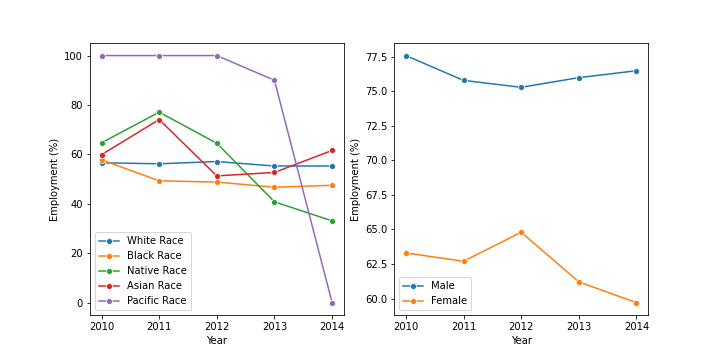 100
80
60
40
20
0
Employment (%)
2010 2011 2012 2013 2014
Year
White Race
Black Race
Native Race
Asian Race
Pacific Race
77.5
75.0
72.5
70.0
67.5
65.0
62.5
60.0
Employment (%)
2010 2011 2012 2013 2014
Year
Male
Female